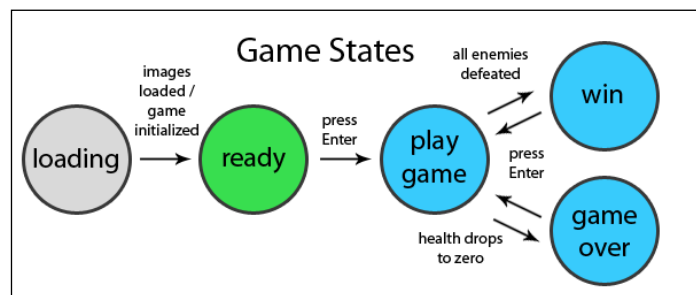 Game States
images
loaded /
game
initialized
loading
ready
press
Enter
play
game
all enemies
defeated
win
press
Enter
health drops
to zero
game
over